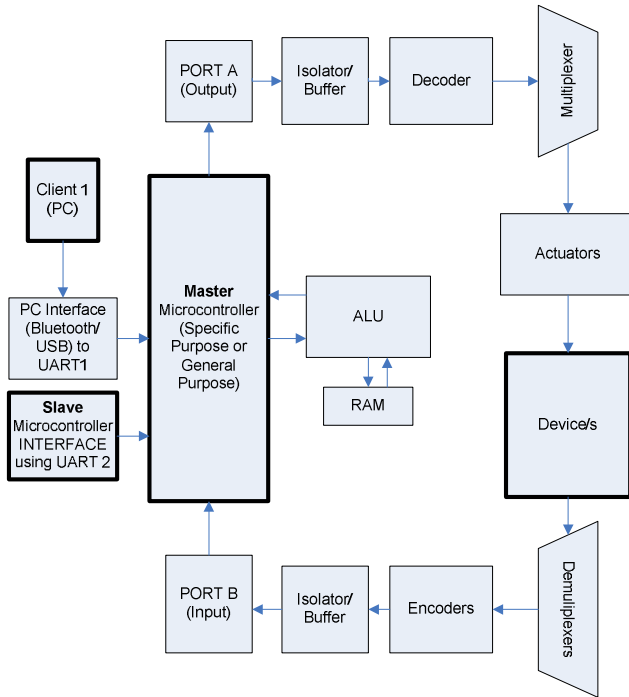 PORT A
(Output)
Isolator/
Buffer
Decoder
Multiplexer
Client 1
(PC)
Actuators
PC Interface
(Bluetooth/
USB) to
UART1
Master
Microcontroller
(Specific
Purpose or
General
Purpose)
ALU
RAM
Slave
Microcontroller
INTERFACE
using UART 2
Device/s
PORT B
(Input)
Isolator/
Buffer
Encoders
Demuliplexers